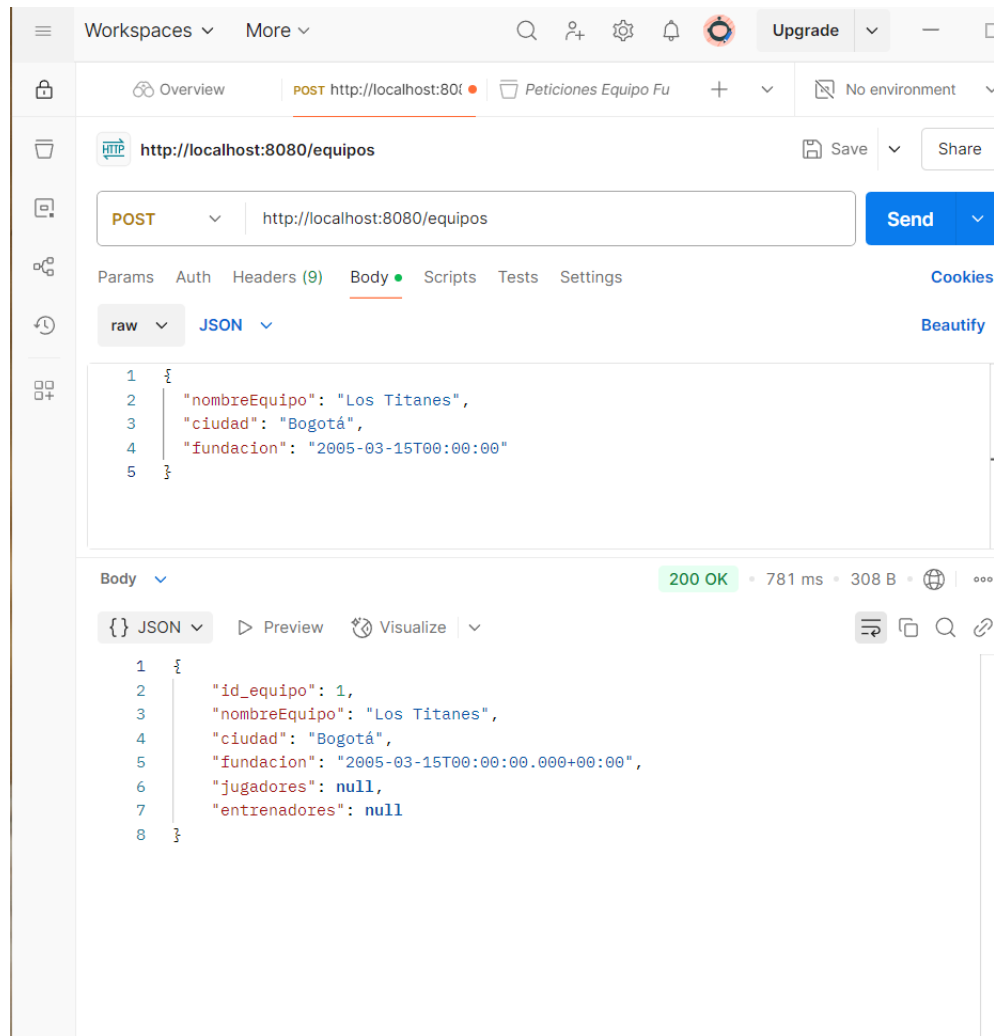 Workspaces More Upgrade
Overview POST http://localhost:80 Peticiones Equipo Fu No environment
HTTP http://localhost:8080/equipos Save Share
POST http://localhost:8080/equipos Send
Params Auth Headers (9) Body Scripts Tests Settings Cookies
raw JSON Beautify
1 {
2 "nombreEquipo": "Los Titanes",
3 "ciudad": "Bogotá",
4 "fundacion": "2005-03-15T00:00:00"
5 }
Body 200 OK 781 ms 308 B
{} JSON Preview Visualize
1 {
2 "id_equipo": 1,
3 "nombreEquipo": "Los Titanes",
4 "ciudad": "Bogotá",
5 "fundacion": "2005-03-15T00:00:00.000+00:00",
6 "jugadores": null,
7 "entrenadores": null
8 }